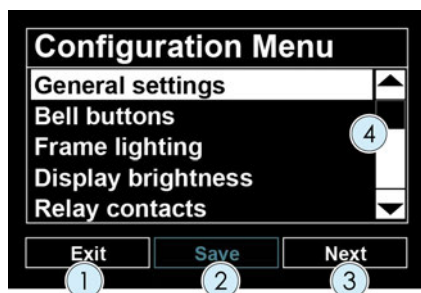 Configuration Menu
General settings
Bell buttons
Frame lighting
Display brightness
Relay contacts
4
Exit Save Next
1 2 3